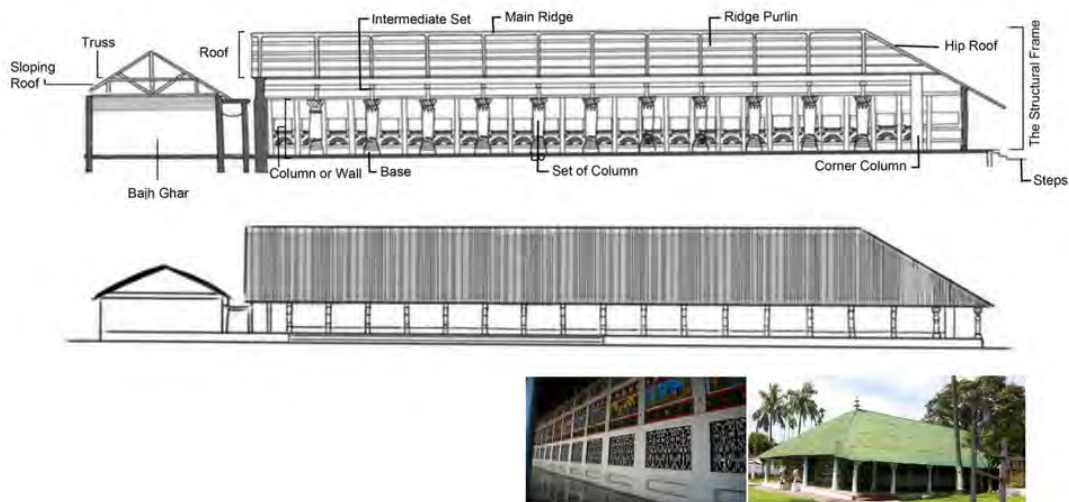 Intermediate Set
Main Ridge
Ridge Purlin
Hip Roof
Roof
Truss
Sloping
Roof
The Structural Frame
Column or Wall
Base
Set of Column
Corner Column
Steps
Bajh Ghar